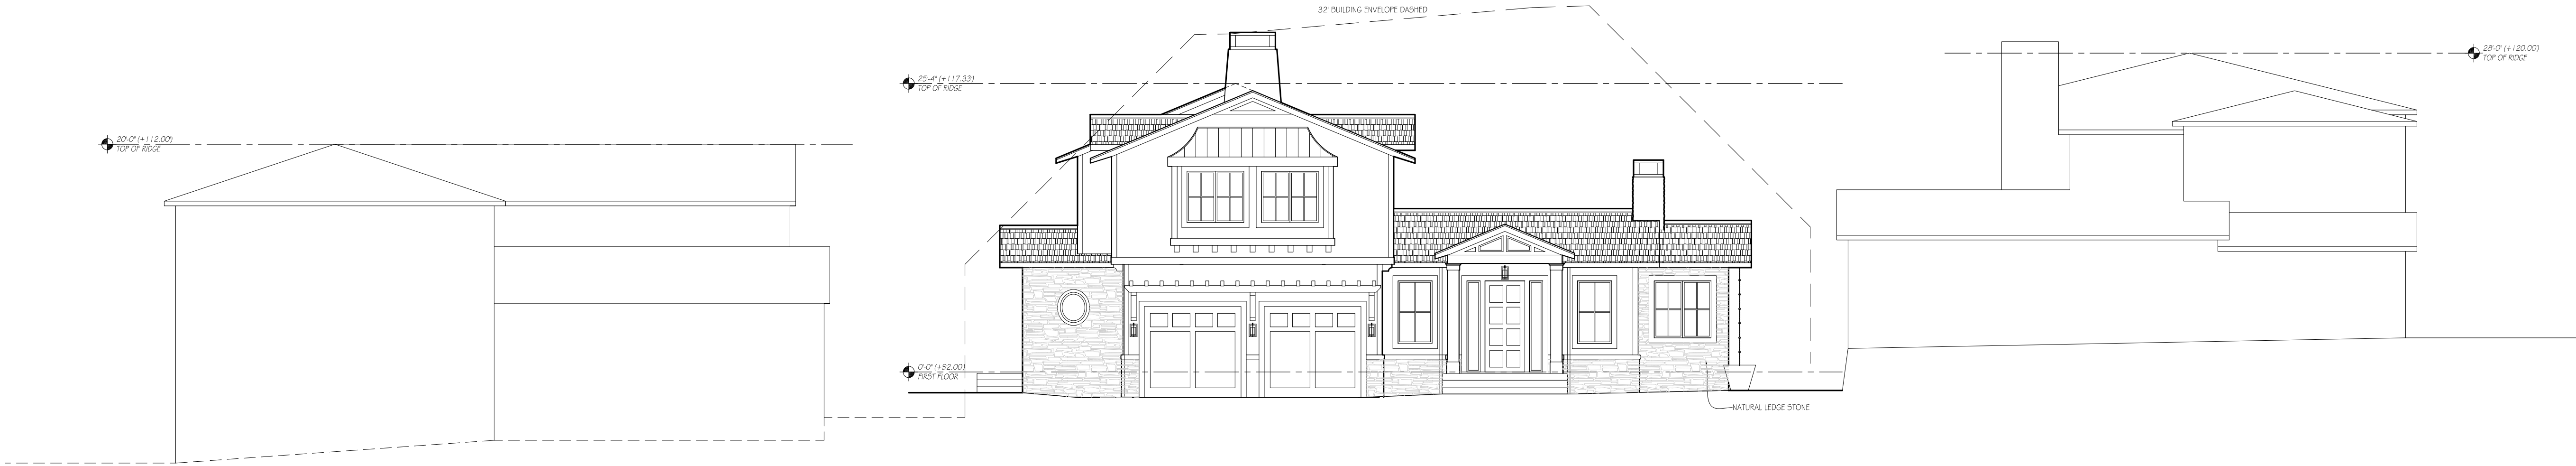 32' BUILDING ENVELOPE DASHED
28'-0" (+120.00)
TOP OF RIDGE
25'-4" (+117.33)
TOP OF RIDGE
20'-0" (+112.00)
TOP OF RIDGE
0'-0" (+92.00)
FIRST FLOOR
NATURAL LEDGE STONE